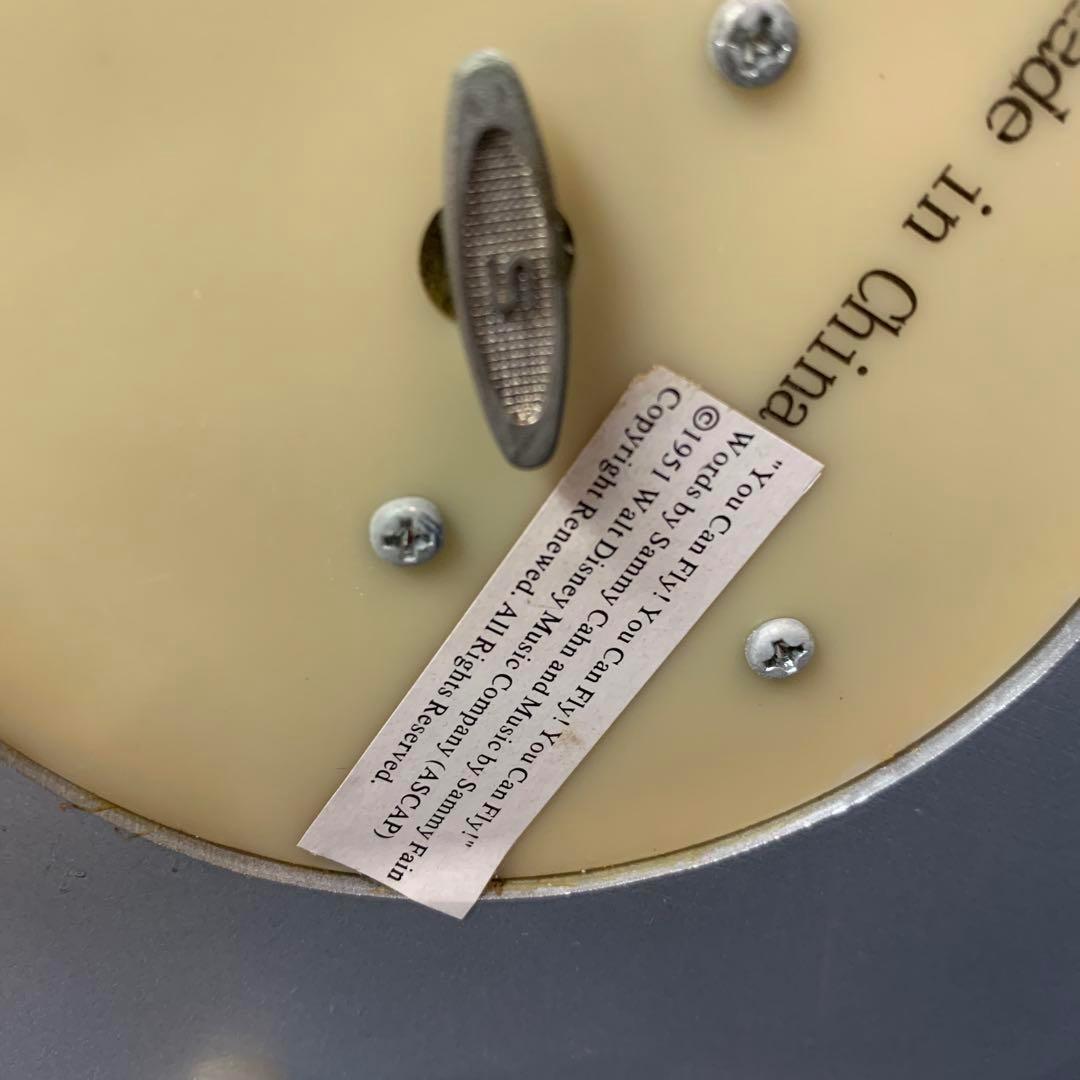 ade in China
"You Can Fly! You Can Fly! You Can Fly!"
Words by Sammy Cahn and Music by Sammy Fain
©1951 Walt Disney Music Company (ASCAP)
Copyright Renewed. All Rights Reserved.